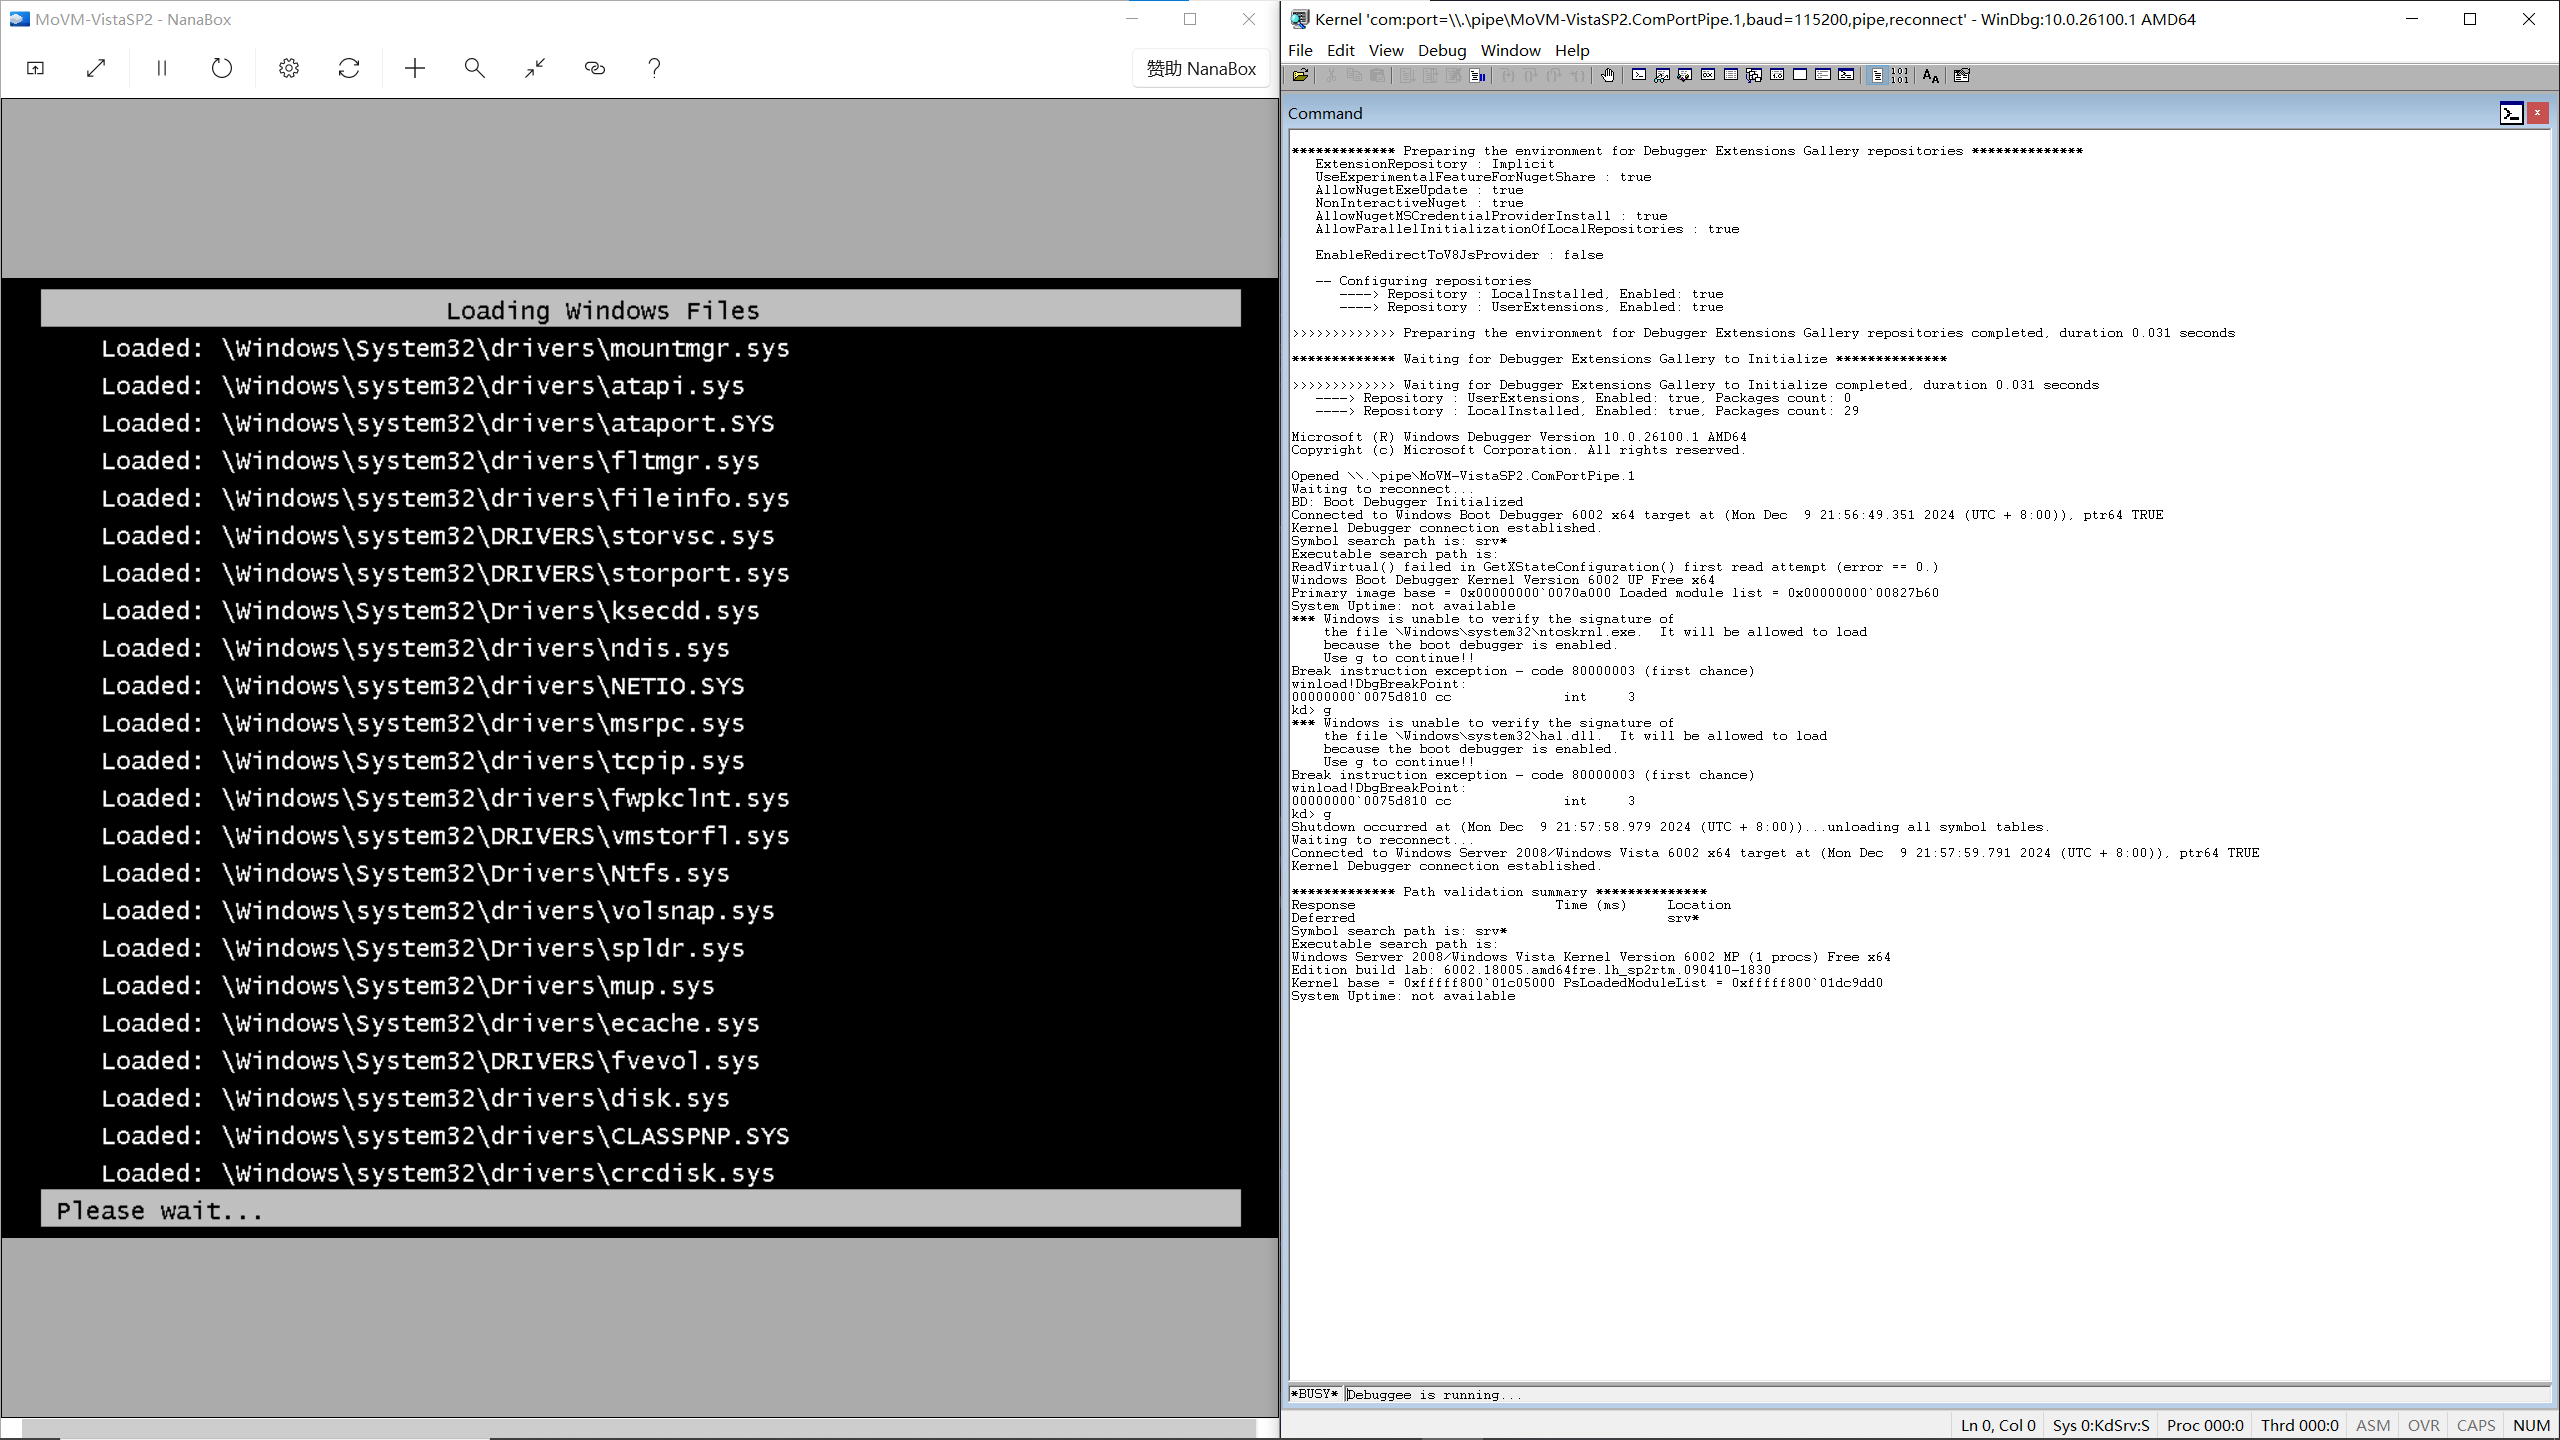 MoVM-VistaSP2 - NanaBox
赞助 NanaBox
Loading Windows Files
Loaded: \Windows\System32\drivers\mountmgr.sys
Loaded: \Windows\system32\drivers\atapi.sys
Loaded: \Windows\system32\drivers\ataport.SYS
Loaded: \Windows\system32\drivers\fltmgr.sys
Loaded: \Windows\system32\drivers\fileinfo.sys
Loaded: \Windows\system32\DRIVERS\storvsc.sys
Loaded: \Windows\system32\DRIVERS\storport.sys
Loaded: \Windows\System32\Drivers\ksecdd.sys
Loaded: \Windows\system32\drivers\ndis.sys
Loaded: \Windows\system32\drivers\NETIO.SYS
Loaded: \Windows\system32\drivers\msrpc.sys
Loaded: \Windows\System32\drivers\tcpip.sys
Loaded: \Windows\System32\drivers\fwpkclnt.sys
Loaded: \Windows\system32\DRIVERS\vmstorfl.sys
Loaded: \Windows\System32\Drivers\Ntfs.sys
Loaded: \Windows\system32\drivers\volsnap.sys
Loaded: \Windows\System32\Drivers\spldr.sys
Loaded: \Windows\System32\Drivers\mup.sys
Loaded: \Windows\System32\drivers\ecache.sys
Loaded: \Windows\System32\DRIVERS\fvevol.sys
Loaded: \Windows\system32\drivers\disk.sys
Loaded: \Windows\system32\drivers\CLASSPNP.SYS
Loaded: \Windows\system32\drivers\crcdisk.sys
Please wait...
Kernel 'com:port=\\.\pipe\MoVM-VistaSP2.ComPortPipe.1,baud=115200,pipe,reconnect' - WinDbg:10.0.26100.1 AMD64
File Edit View Debug Window Help
Command
************* Preparing the environment for Debugger Extensions Gallery repositories **************
ExtensionRepository : Implicit
UseExperimentalFeatureForNugetShare : true
AllowNugetExeUpdate : true
NonInteractiveNuget : true
AllowNugetMSCredentialProviderInstall : true
AllowParallelInitializationOfLocalRepositories : true
EnableRedirectToV8JsProvider : false
-- Configuring repositories
----> Repository : LocalInstalled, Enabled: true
----> Repository : UserExtensions, Enabled: true
>>>>>>>>>>>>> Preparing the environment for Debugger Extensions Gallery repositories completed, duration 0.031 seconds
************* Waiting for Debugger Extensions Gallery to Initialize **************
>>>>>>>>>>>>> Waiting for Debugger Extensions Gallery to Initialize completed, duration 0.031 seconds
----> Repository : UserExtensions, Enabled: true, Packages count: 0
----> Repository : LocalInstalled, Enabled: true, Packages count: 29
Microsoft (R) Windows Debugger Version 10.0.26100.1 AMD64
Copyright (c) Microsoft Corporation. All rights reserved.
Opened \\.\pipe\MoVM-VistaSP2.ComPortPipe.1
Waiting to reconnect...
BD: Boot Debugger Initialized
Connected to Windows Boot Debugger 6002 x64 target at (Mon Dec  9 21:56:49.351 2024 (UTC + 8:00)), ptr64 TRUE
Kernel Debugger connection established.
Symbol search path is: srv*
Executable search path is:
ReadVirtual() failed in GetXStateConfiguration() first read attempt (error == 0.)
Windows Boot Debugger Kernel Version 6002 UP Free x64
Primary image base = 0x00000000`0070a000 Loaded module list = 0x00000000`00827b60
System Uptime: not available
*** Windows is unable to verify the signature of
the file \Windows\system32\ntoskrnl.exe.  It will be allowed to load
because the boot debugger is enabled.
Use g to continue!!
Break instruction exception - code 80000003 (first chance)
winload!DbgBreakPoint:
00000000`0075d810 cc              int     3
kd> g
*** Windows is unable to verify the signature of
the file \Windows\system32\hal.dll.  It will be allowed to load
because the boot debugger is enabled.
Use g to continue!!
Break instruction exception - code 80000003 (first chance)
winload!DbgBreakPoint:
00000000`0075d810 cc              int     3
kd> g
Shutdown occurred at (Mon Dec  9 21:57:58.979 2024 (UTC + 8:00))...unloading all symbol tables.
Waiting to reconnect...
Connected to Windows Server 2008/Windows Vista 6002 x64 target at (Mon Dec  9 21:57:59.791 2024 (UTC + 8:00)), ptr64 TRUE
Kernel Debugger connection established.
************* Path validation summary **************
Response                         Time (ms)     Location
Deferred                                       srv*
Symbol search path is: srv*
Executable search path is:
Windows Server 2008/Windows Vista Kernel Version 6002 MP (1 procs) Free x64
Edition build lab: 6002.18005.amd64fre.lh_sp2rtm.090410-1830
Kernel base = 0xfffff800`01c05000 PsLoadedModuleList = 0xfffff800`01dc9dd0
System Uptime: not available
*BUSY* Debuggee is running...
Ln 0, Col 0 Sys 0:KdSrv:S Proc 000:0 Thrd 000:0 ASM OVR CAPS NUM